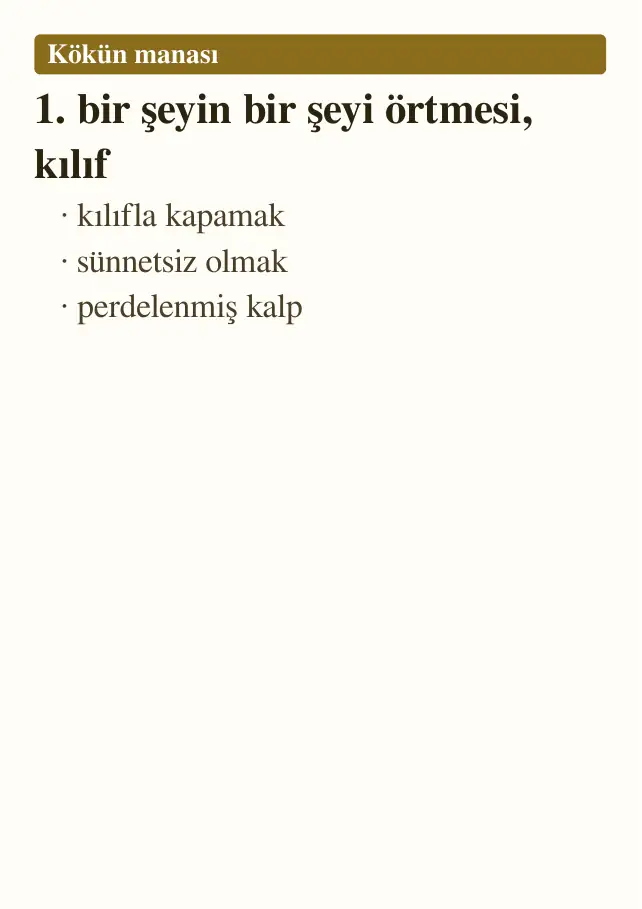 Kökün manası
1. bir şeyin bir şeyi örtmesi,
kılıf
· kılıfla kapamak
· sünnetsiz olmak
· perdelenmiş kalp